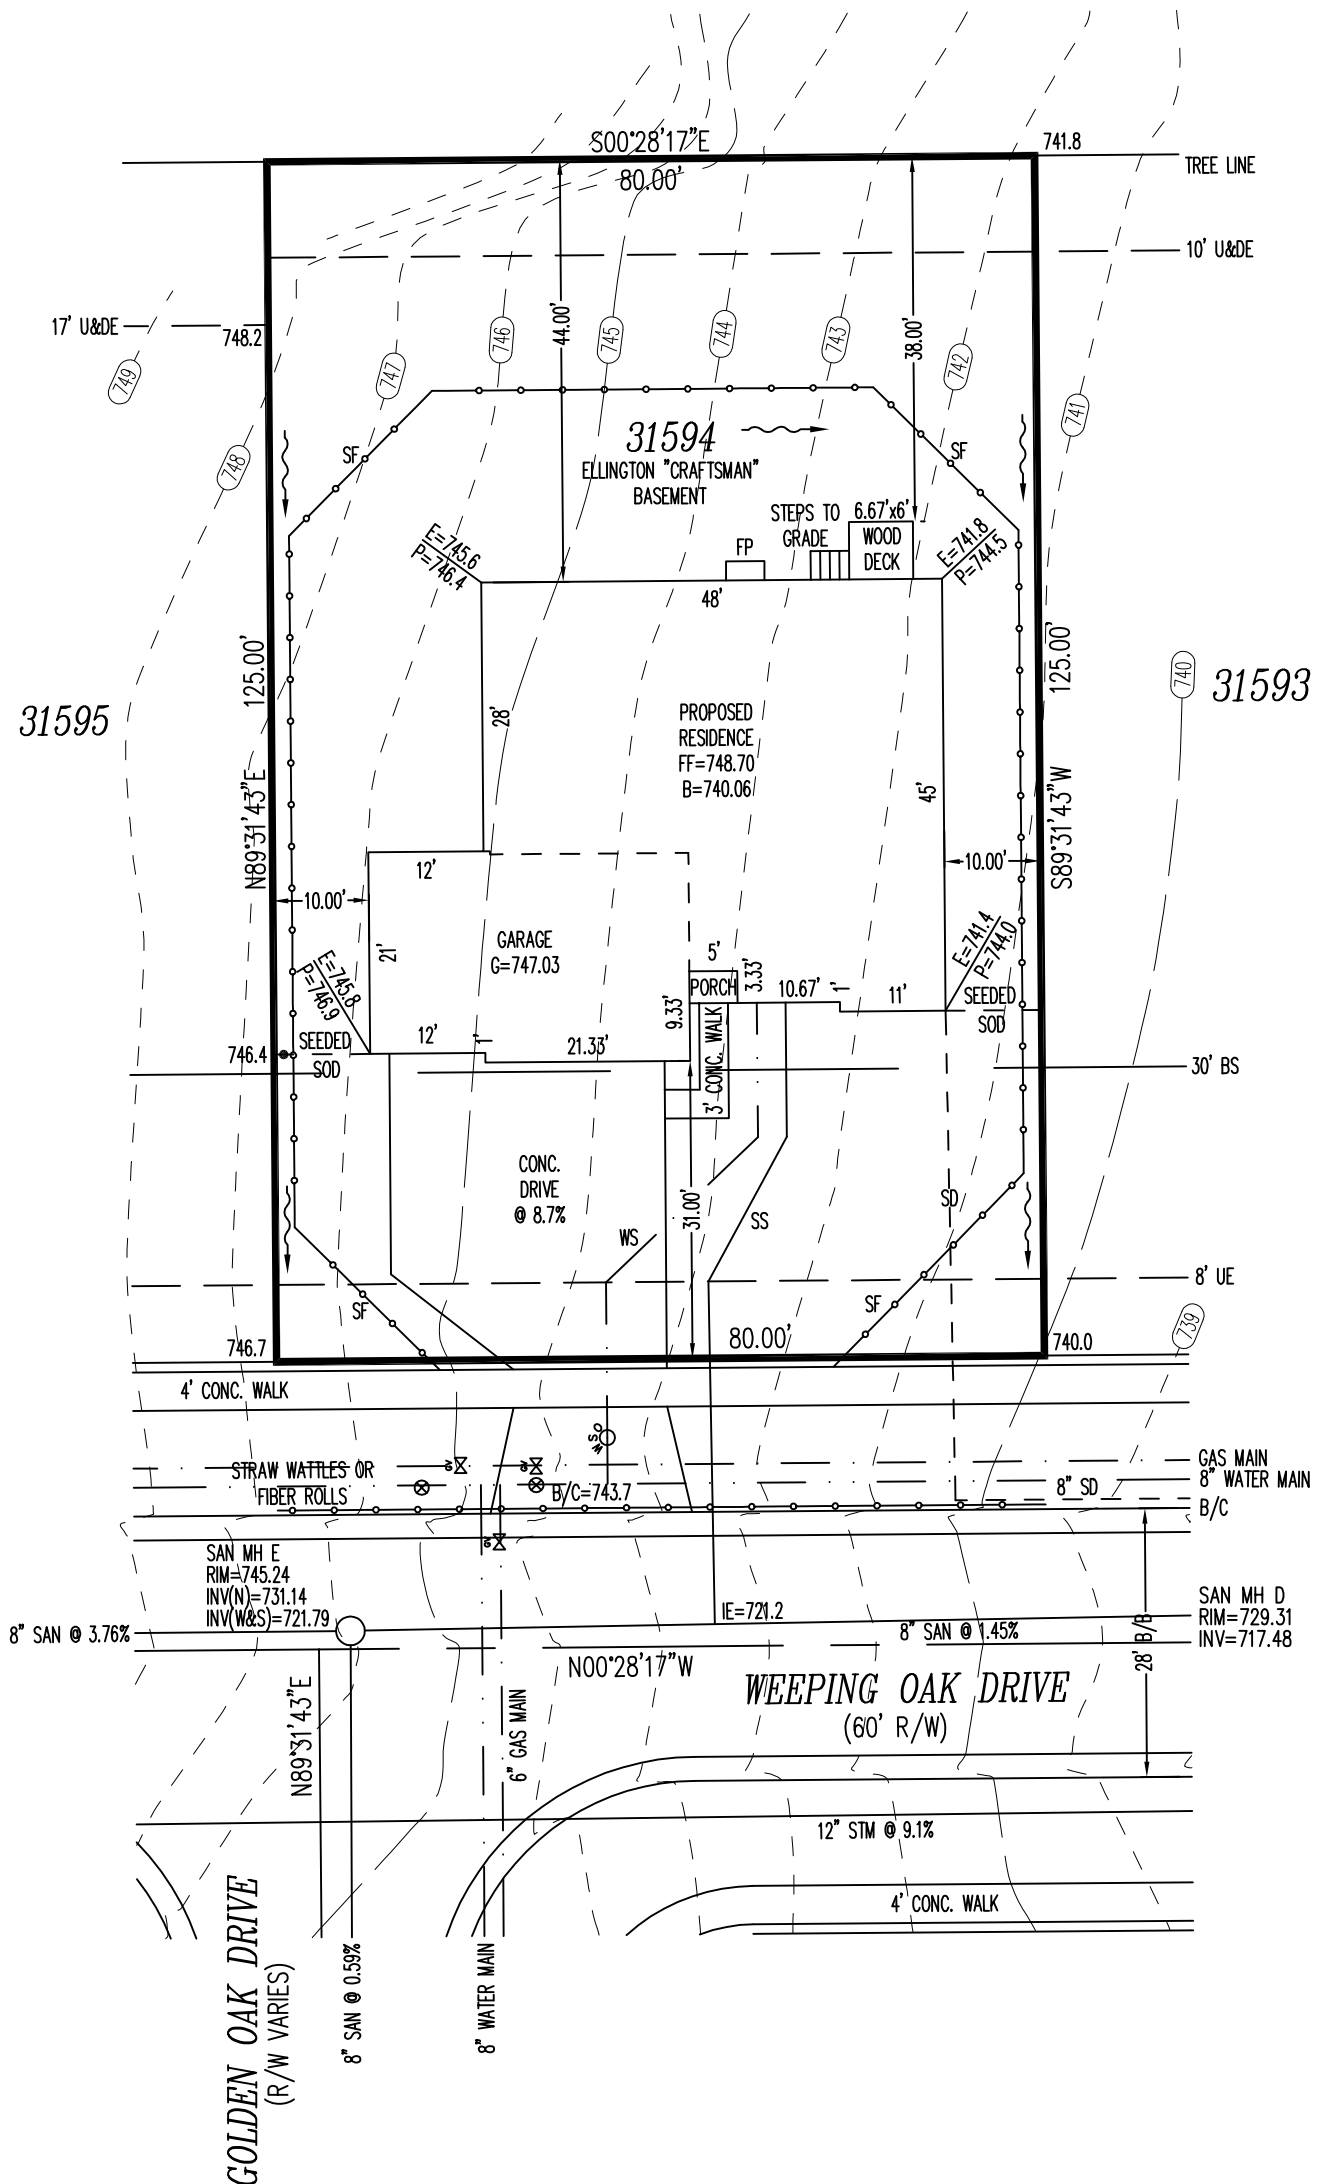 S00°28'17"E
80.00'
741.8
TREE LINE
10' U&DE
17' U&DE
748.2
749
748
747
746
745
744
743
742
741
740
739
44.00'
38.00'
SF
SF
31594
ELLINGTON "CRAFTSMAN"
BASEMENT
STEPS TO
GRADE
6.67'x6'
WOOD
DECK
FP
E=745.6
P=746.4
E=741.8
P=744.5
48'
125.00'
N89°31'43"E
125.00'
S89°31'43"W
31595
31593
28'
45'
PROPOSED
RESIDENCE
FF=748.70
B=740.06
12'
10.00'
10.00'
21'
GARAGE
G=747.03
E=745.8
P=746.9
E=741.4
P=744.0
5'
PORCH
3.33'
10.67'
1'
11'
9.33'
SEEDED
SOD
SEEDED
SOD
746.4
12'
1'
21.33'
3' CONC. WALK
30' BS
CONC.
DRIVE
@ 8.7%
31.00'
WS
SS
SD
SF
SF
8' UE
746.7
80.00'
740.0
4' CONC. WALK
WSO
GV
GV
STRAW WATTLES OR
FIBER ROLLS
B/C=743.7
8" SD
GAS MAIN
8" WATER MAIN
B/C
GV
SAN MH E
RIM=745.24
INV(N)=731.14
INV(W&S)=721.79
8" SAN @ 3.76%
IE=721.2
8" SAN @ 1.45%
SAN MH D
RIM=729.31
INV=717.48
28' B/B
N00°28'17"W
WEEPING OAK DRIVE
(60' R/W)
N89°31'43"E
6" GAS MAIN
12" STM @ 9.1%
4' CONC. WALK
GOLDEN OAK DRIVE
(R/W VARIES)
8" SAN @ 0.59%
8" WATER MAIN